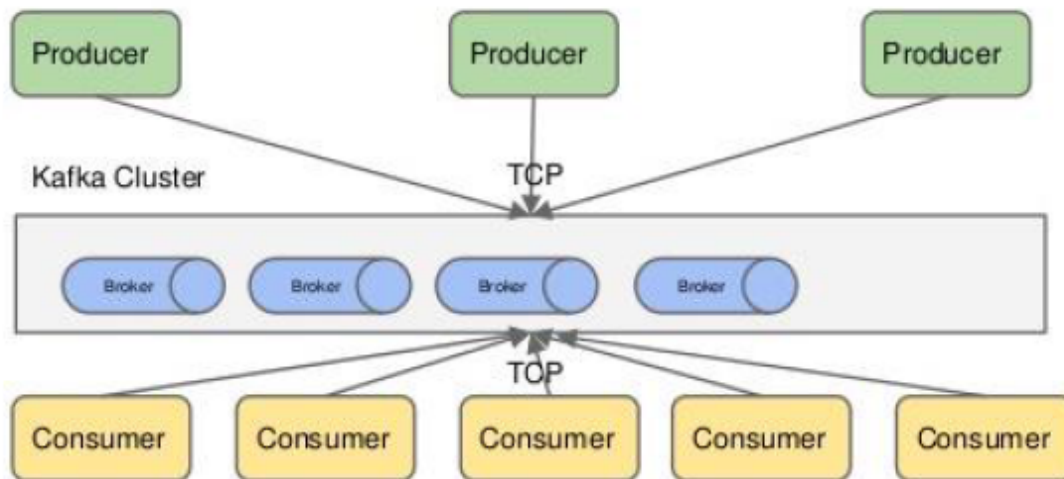 Producer Producer Producer
TCP
Kafka Cluster
Broker Broker Broker Broker
TCP
Consumer Consumer Consumer Consumer Consumer